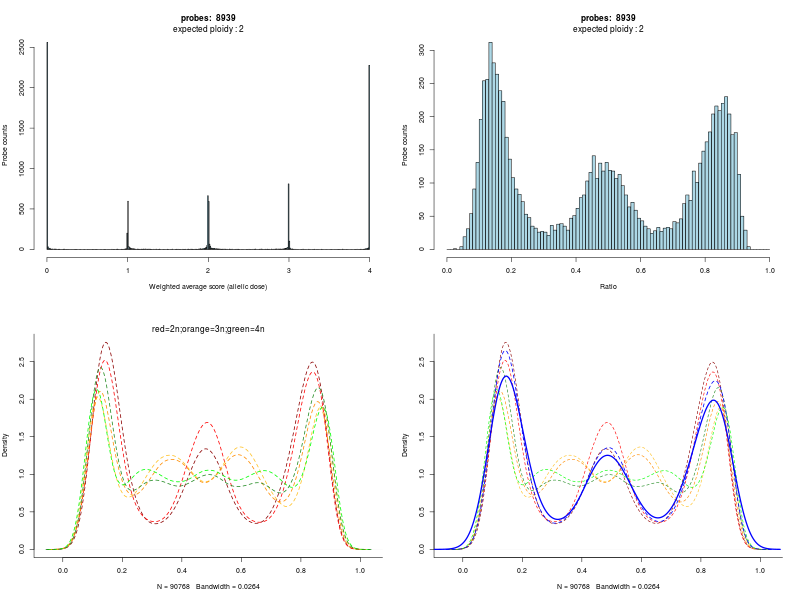 probes: 8939
expected ploidy : 2
Probe counts
0
500
1000
1500
2000
2500
0 1 2 3 4
Weighted average score (allelic dose)
probes: 8939
expected ploidy : 2
Probe counts
0
50
100
150
200
250
300
0.0 0.2 0.4 0.6 0.8 1.0
Ratio
red=2n;orange=3n;green=4n
Density
0.0
0.5
1.0
1.5
2.0
2.5
0.0 0.2 0.4 0.6 0.8 1.0
N = 90768 Bandwidth = 0.0264
Density
0.0
0.5
1.0
1.5
2.0
2.5
0.0 0.2 0.4 0.6 0.8 1.0
N = 90768 Bandwidth = 0.0264